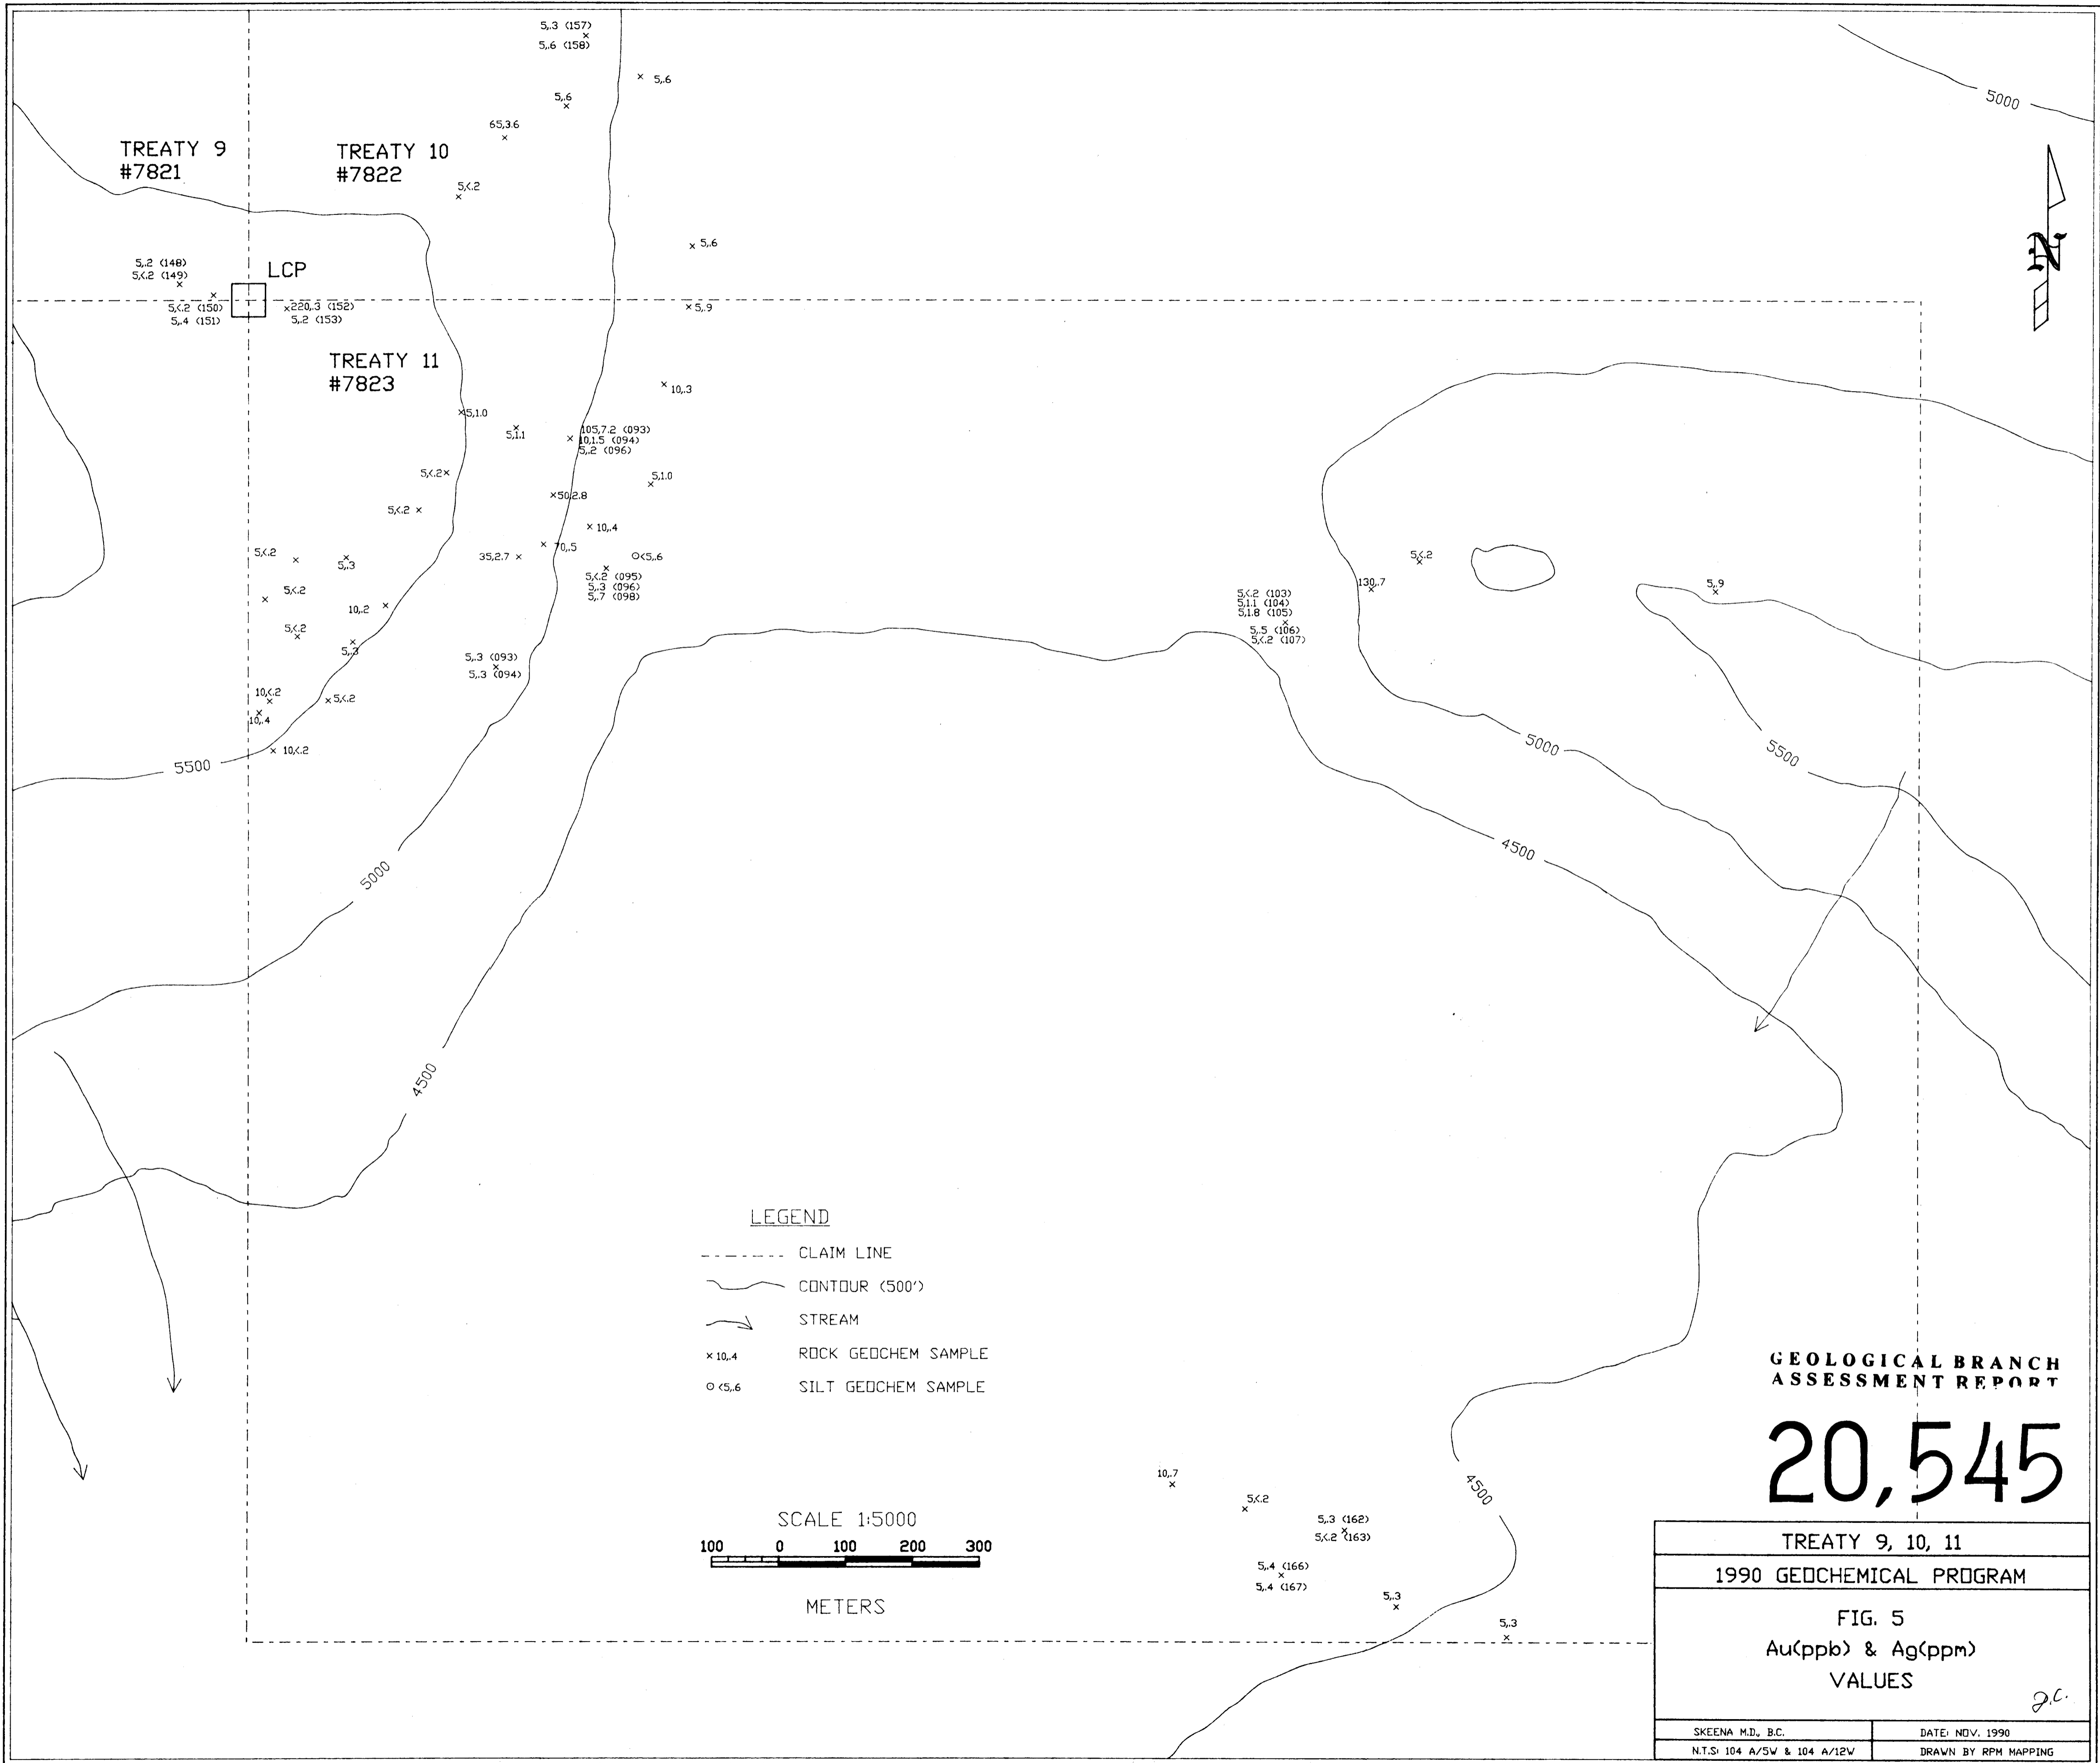 5,.3 (157)
5,.6 (158)
5,.6
5,.6
65,3.6
5,<.2
5000
TREATY 9
#7821
TREATY 10
#7822
N
5,.6
5,.2 (148)
5,<.2 (149)
LCP
5,<.2 (150)
5,.4 (151)
220,.3 (152)
5,.2 (153)
5,.9
TREATY 11
#7823
10,.3
5,1.0
5,1.1
105,7.2 (093)
10,1.5 (094)
5,.2 (096)
5,<.2
5,1.0
50,2.8
5,<.2
10,.4
5,<.2
5,.3
35,2.7
70,.5
<5,.6
5,<.2 (095)
5,.3 (096)
5,.7 (098)
5,<.2
10,.2
5,<.2
5,.3
5,<.2
130,.7
5,.9
5,<.2 (103)
5,1.1 (104)
5,1.8 (105)
5,.5 (106)
5,<.2 (107)
5,.3 (093)
5,.3 (094)
10,<.2
5,<.2
10,.4
10,<.2
5500
5000
5500
5000
4500
4500
LEGEND
CLAIM LINE
CONTOUR (500')
STREAM
10,.4 ROCK GEOCHEM SAMPLE
<5,.6 SILT GEOCHEM SAMPLE
SCALE 1:5000
100 0 100 200 300
METERS
10,.7
5,<.2
4500
5,.3 (162)
5,<.2 (163)
5,.4 (166)
5,.4 (167)
5,.3
5,.3
GEOLOGICAL BRANCH
ASSESSMENT REPORT
20,545
TREATY 9, 10, 11
1990 GEOCHEMICAL PROGRAM
FIG. 5
Au(ppb) & Ag(ppm)
VALUES
J.C.
SKEENA M.D., B.C.
DATE: NOV. 1990
N.T.S: 104 A/5W & 104 A/12W
DRAWN BY RPM MAPPING